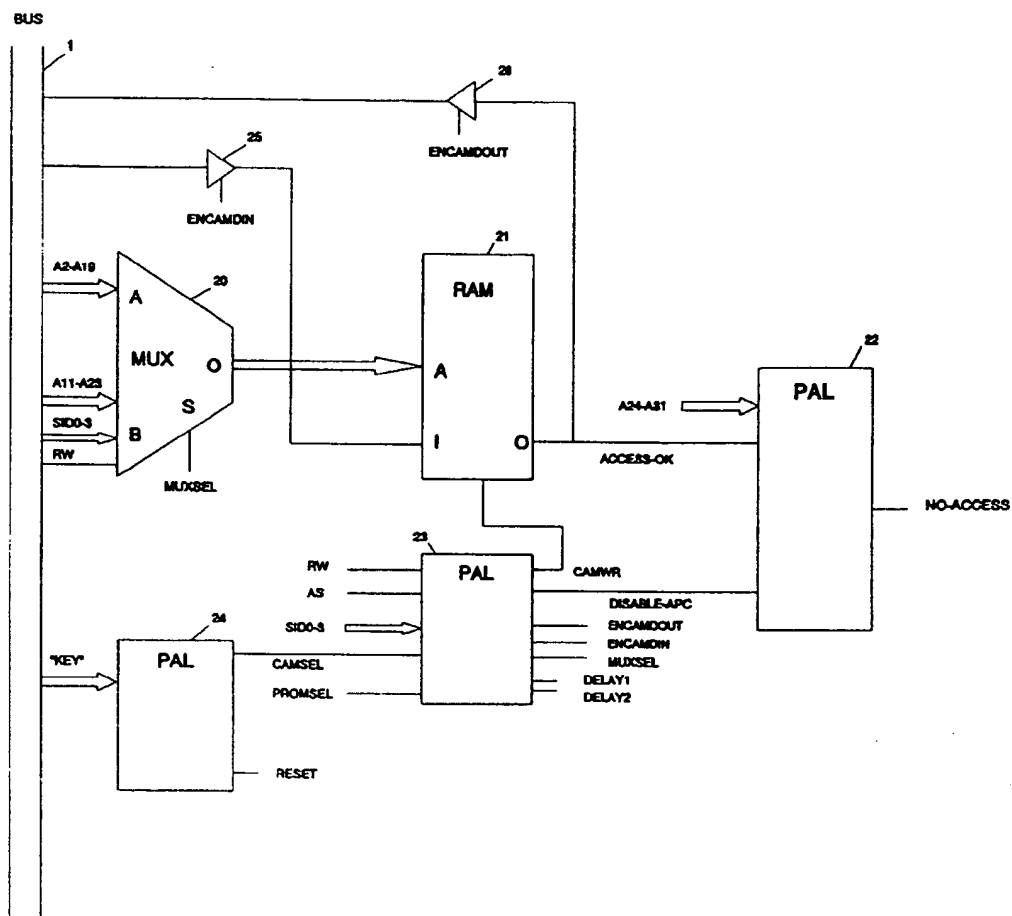 BUS
1
26
ENCAMDOUT
25
ENCAMDIN
21
A2-A19
20
RAM
A
MUX
O
A
22
PAL
A11-A23
S
A24-A31
SID0-3
B
I
O
RW
ACCESS-OK
MUXSEL
NO-ACCESS
23
RW
PAL
CAMWR
AS
DISABLE-APC
24
SID0-3
ENCAMDOUT
ENCAMDIN
"KEY"
PAL
CAMSEL
MUXSEL
DELAY1
PROMSEL
DELAY2
RESET